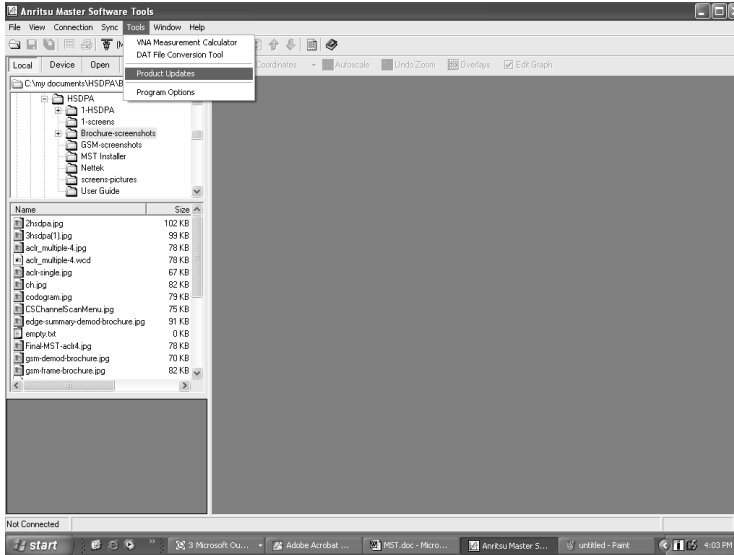 Anritsu Master Software Tools
File View Connection Sync Tools Window Help
VNA Measurement Calculator
DAT File Conversion Tool
Product Updates
Program Options
Coordinates Autoscale Undo Zoom Overlays Edit Graph
Local Device Open
C:\my documents\HSDPA\B
HSDPA
1-HSDPA
1-screens
Brochure-screenshots
GSM-screenshots
MST Installer
Nettek
screens-pictures
User Guide
Name Size
2hsdpa.jpg 102 KB
3hsdpa(1).jpg 99 KB
aclr_multiple-4.jpg 78 KB
aclr_multiple-4.wcd 78 KB
aclr-single.jpg 67 KB
ch.jpg 82 KB
codogram.jpg 79 KB
CSChannelScanMenu.jpg 75 KB
edge-summary-demod-brochure.jpg 91 KB
empty.txt 0 KB
Final-MST-aclr4.jpg 78 KB
gsm-demod-brochure.jpg 70 KB
gsm-frame-brochure.jpg 82 KB
Not Connected
start 3 Microsoft Ou... Adobe Acrobat ... MST.doc - Micro... Anritsu Master S... untitled - Paint 4:03 PM